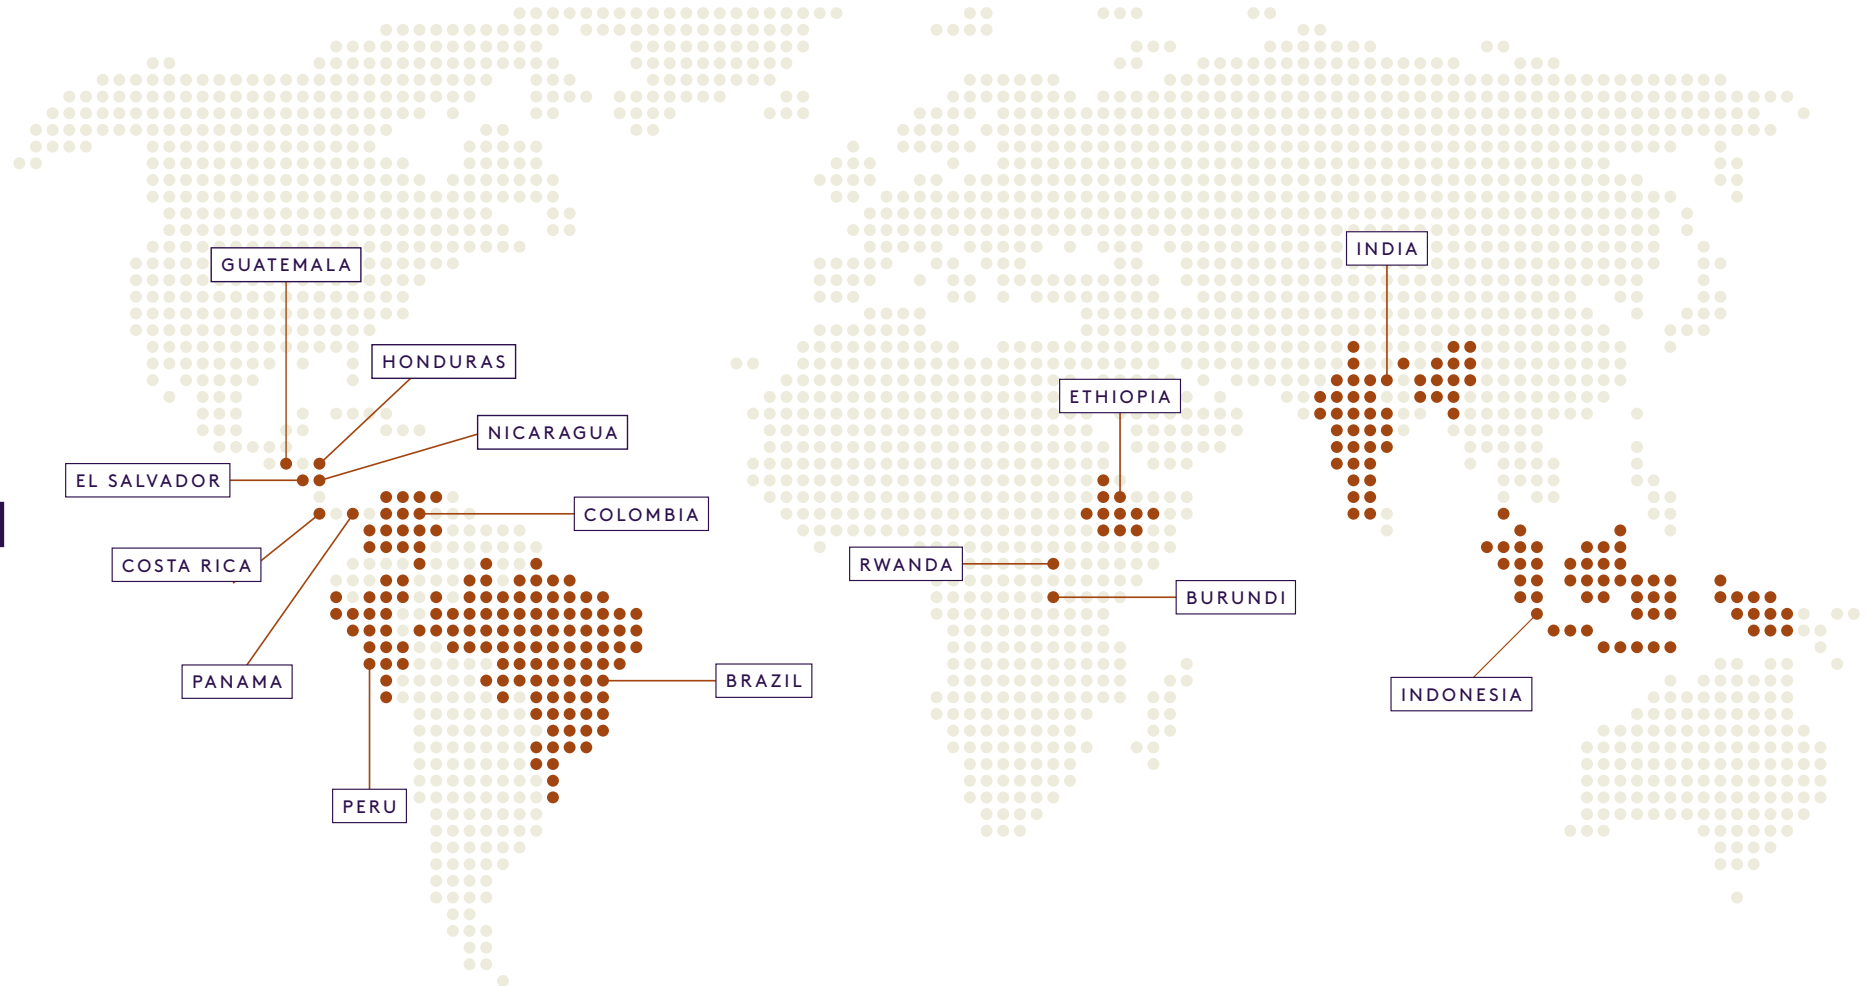 INDIA
GUATEMALA
HONDURAS
ETHIOPIA
NICARAGUA
EL SALVADOR
COLOMBIA
COSTA RICA
RWANDA
BURUNDI
PANAMA
BRAZIL
INDONESIA
PERU